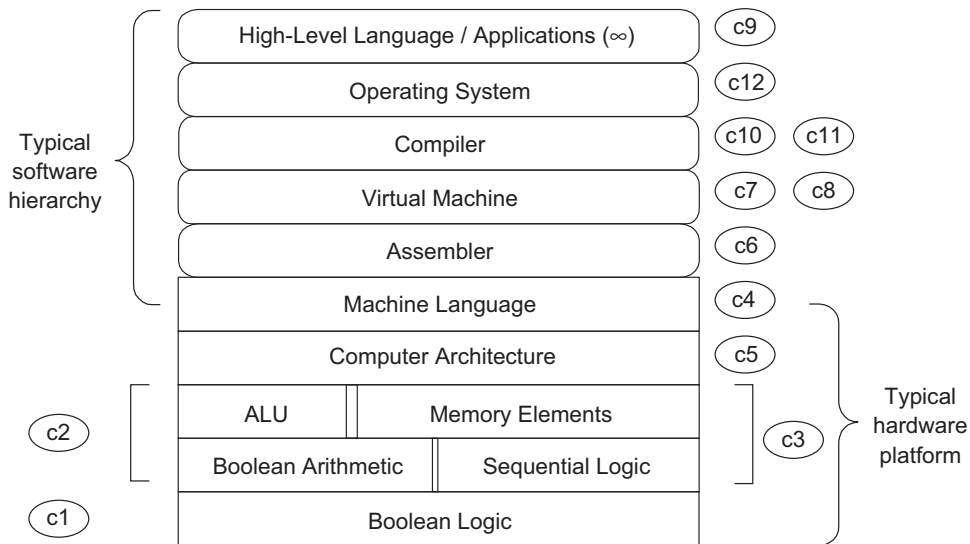 High-Level Language / Applications (∞)
c9
Operating System
c12
Compiler
c10
c11
Typical
software
hierarchy
Virtual Machine
c7
c8
Assembler
c6
Machine Language
c4
Computer Architecture
c5
ALU
Memory Elements
c2
Boolean Arithmetic
Sequential Logic
c3
Typical
hardware
platform
c1
Boolean Logic